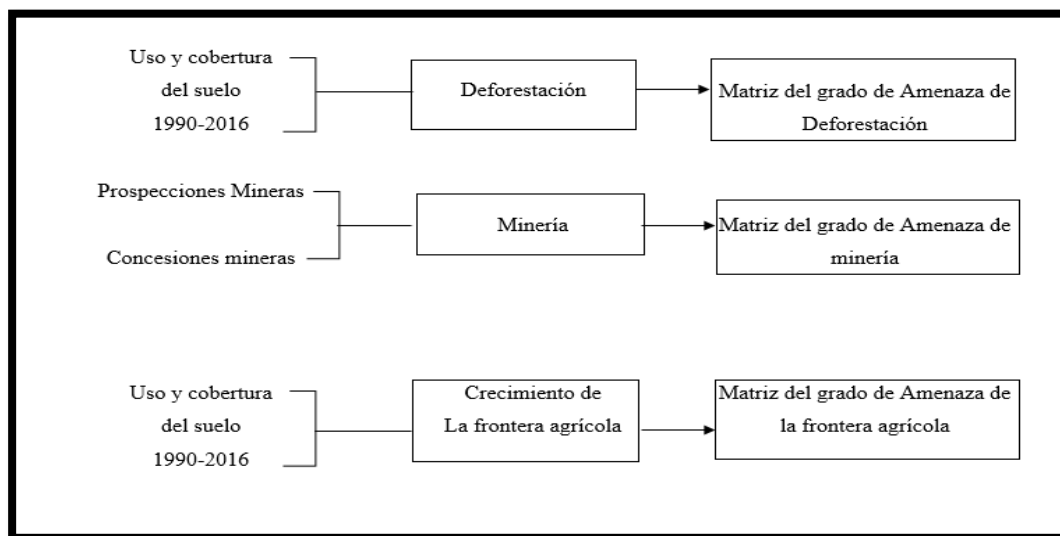 Uso y cobertura
del suelo
1990-2016
Deforestación
Matriz del grado de Amenaza de
Deforestación
Prospecciones Mineras
Concesiones mineras
Minería
Matriz del grado de Amenaza de
minería
Uso y cobertura
del suelo
1990-2016
Crecimiento de
La frontera agrícola
Matriz del grado de Amenaza de
la frontera agrícola